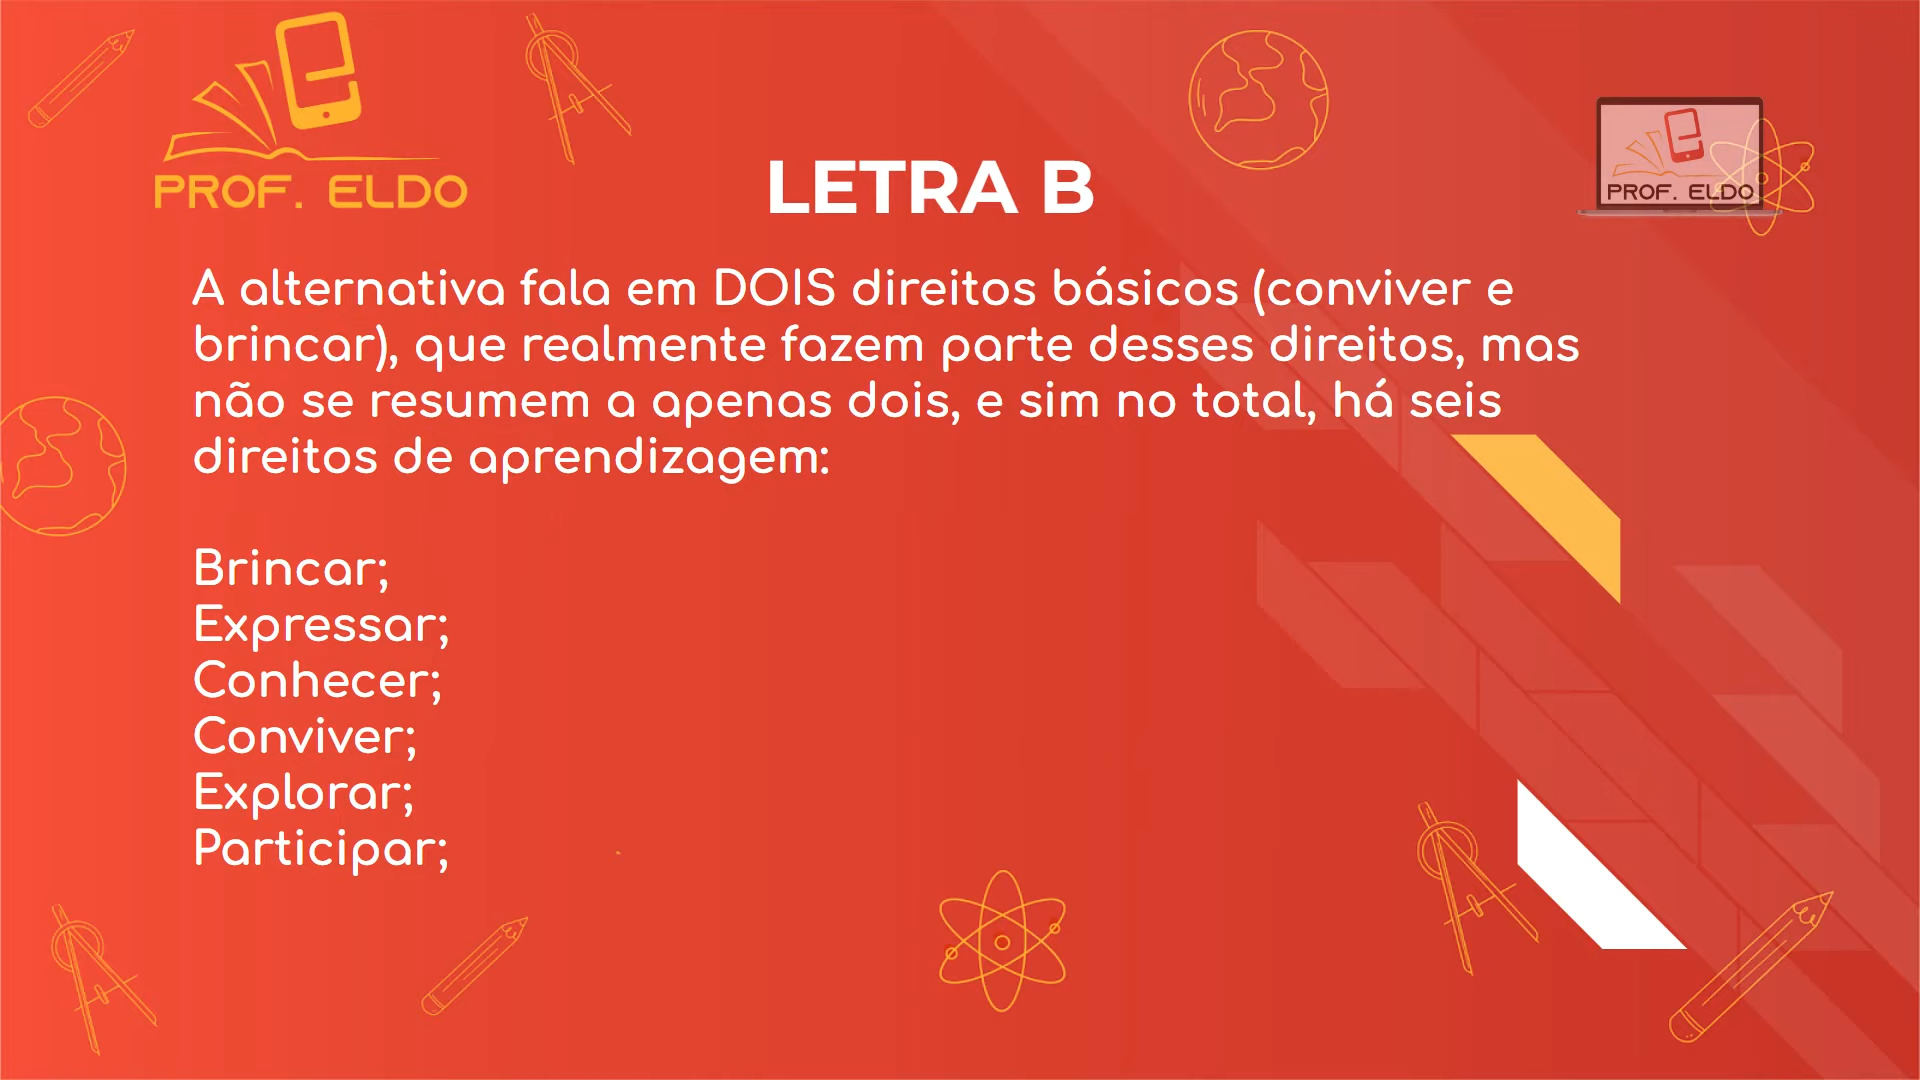 PROF. ELDO
PROF. ELDO
LETRA B
A alternativa fala em DOIS direitos básicos (conviver e
brincar), que realmente fazem parte desses direitos, mas
não se resumem a apenas dois, e sim no total, há seis
direitos de aprendizagem:
Brincar;
Expressar;
Conhecer;
Conviver;
Explorar;
Participar;